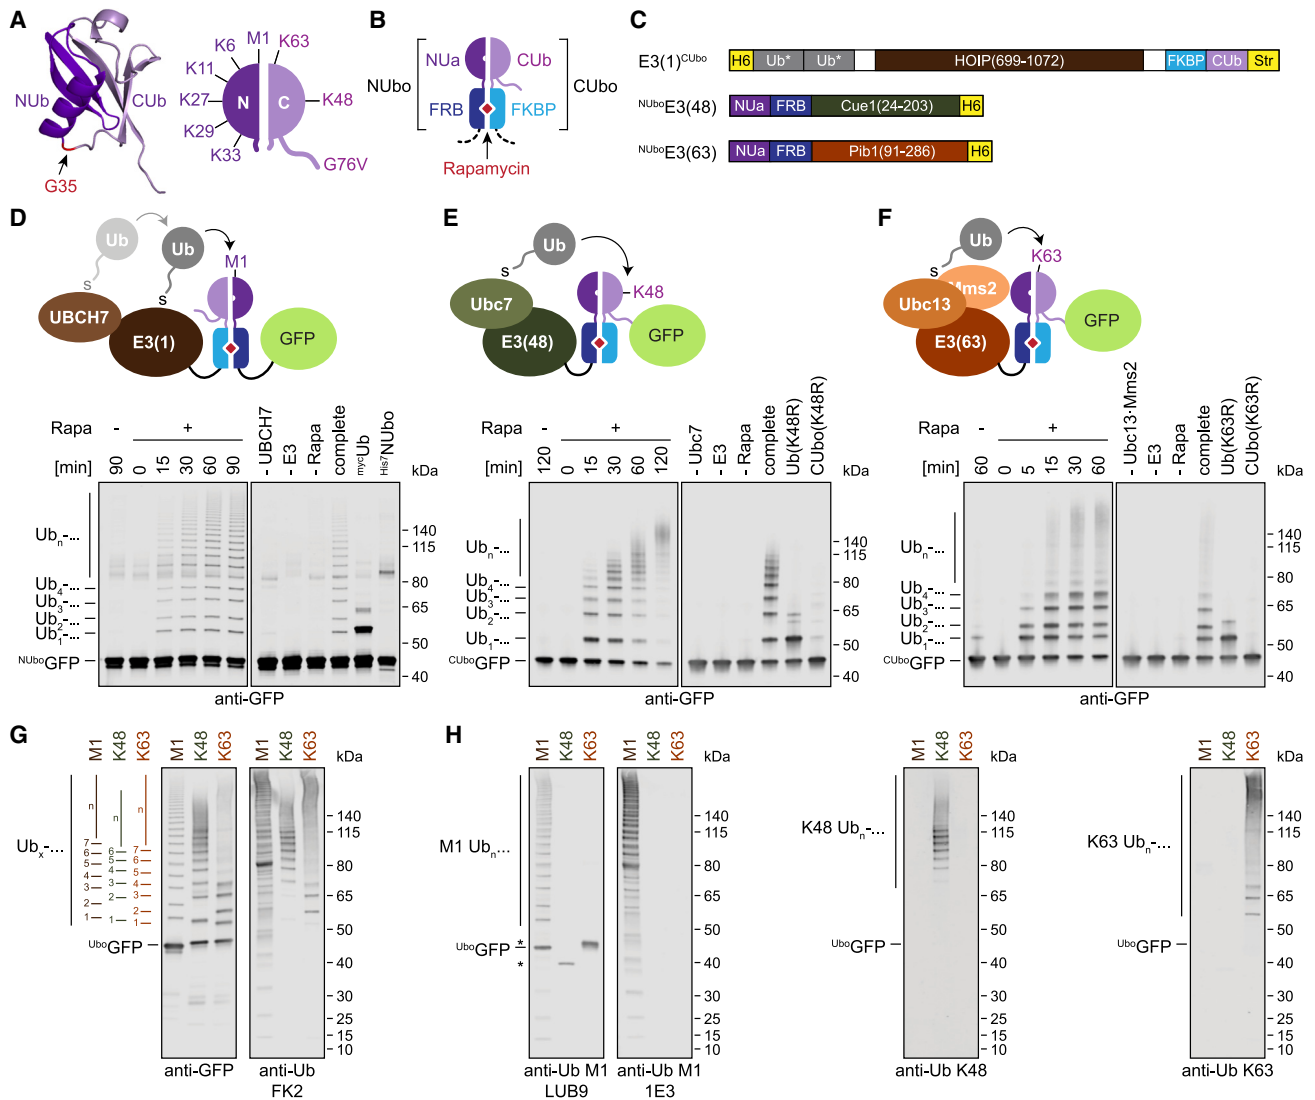 A
NUb
CUb
G35
M1
K6
K63
K11
K27
N
C
K48
K29
K33
G76V
B
NUbo
NUa
CUb
CUbo
FRB
FKBP
Rapamycin
C
E3(1)CUbo
H6 Ub* Ub* HOIP(699-1072) FKBP CUb Str
NUboE3(48)
NUa FRB Cue1(24-203) H6
NUboE3(63)
NUa FRB Pib1(91-286) H6
D
Ub
Ub
M1
S
S
UBCH7
E3(1)
GFP
Rapa - +
- UBCH7
- E3
- Rapa
complete
mycUb
His7NUbo
[min] 90 0 15 30 60 90
kDa
Ubn-...
Ub4-...
Ub3-...
Ub2-...
Ub1-...
NUboGFP
140
115
80
65
50
40
anti-GFP
E
Ub
S
Ubc7
K48
E3(48)
GFP
Rapa - +
- Ubc7
- E3
- Rapa
complete
Ub(K48R)
CUbo(K48R)
[min] 120 0 15 30 60 120
kDa
Ubn-...
Ub4-...
Ub3-...
Ub2-...
Ub1-...
CUboGFP
140
115
80
65
50
40
anti-GFP
F
Ub
K63
S
Mms2
Ubc13
E3(63)
GFP
Rapa - +
- Ubc13·Mms2
- E3
- Rapa
complete
Ub(K63R)
CUbo(K63R)
[min] 60 0 5 15 30 60
kDa
Ubn-...
Ub4-...
Ub3-...
Ub2-...
Ub1-...
CUboGFP
140
115
80
65
50
40
anti-GFP
G
M1 K48 K63 M1 K48 K63 M1 K48 K63
kDa
n n n
7 6 5 4 3 2 1
6 5 4 3 2 1
7 6 5 4 3 2 1
Ubx-...
UboGFP
140
115
80
65
50
40
30
25
15
10
anti-GFP
anti-Ub
FK2
H
M1 K48 K63 M1 K48 K63
kDa
M1 Ubn...
UboGFP
*
*
140
115
80
65
50
40
30
25
15
10
anti-Ub M1
LUB9
anti-Ub M1
1E3
M1 K48 K63
kDa
K48 Ubn-...
UboGFP
140
115
80
65
50
40
30
25
15
10
anti-Ub K48
M1 K48 K63
kDa
K63 Ubn-...
UboGFP
140
115
80
65
50
40
30
25
15
10
anti-Ub K63